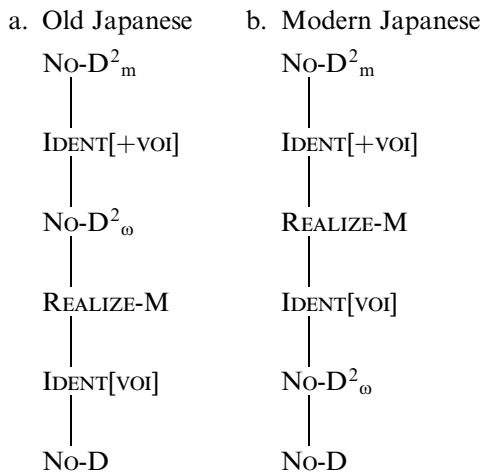 a. Old Japanese b. Modern Japanese
No-D²ₘ No-D²ₘ
IDENT[+VOI] IDENT[+VOI]
No-D²ω REALIZE-M
REALIZE-M IDENT[VOI]
IDENT[VOI] No-D²ω
No-D No-D